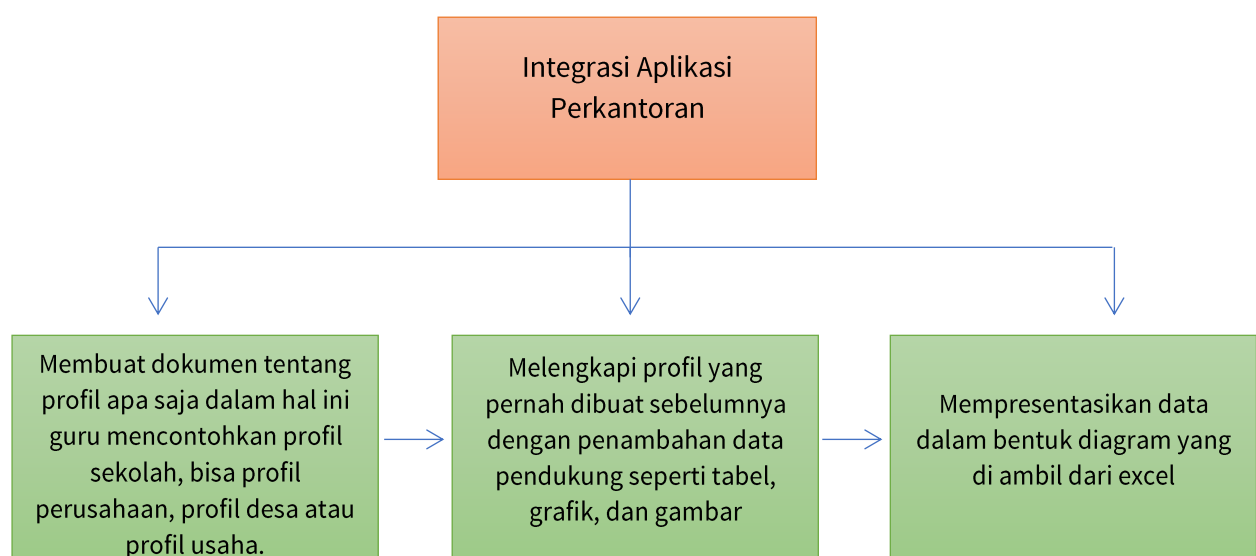 Integrasi Aplikasi
Perkantoran
Membuat dokumen tentang
profil apa saja dalam hal ini
guru mencontohkan profil
sekolah, bisa profil
perusahaan, profil desa atau
profil usaha.
Melengkapi profil yang
pernah dibuat sebelumnya
dengan penambahan data
pendukung seperti tabel,
grafik, dan gambar
Mempresentasikan data
dalam bentuk diagram yang
di ambil dari excel